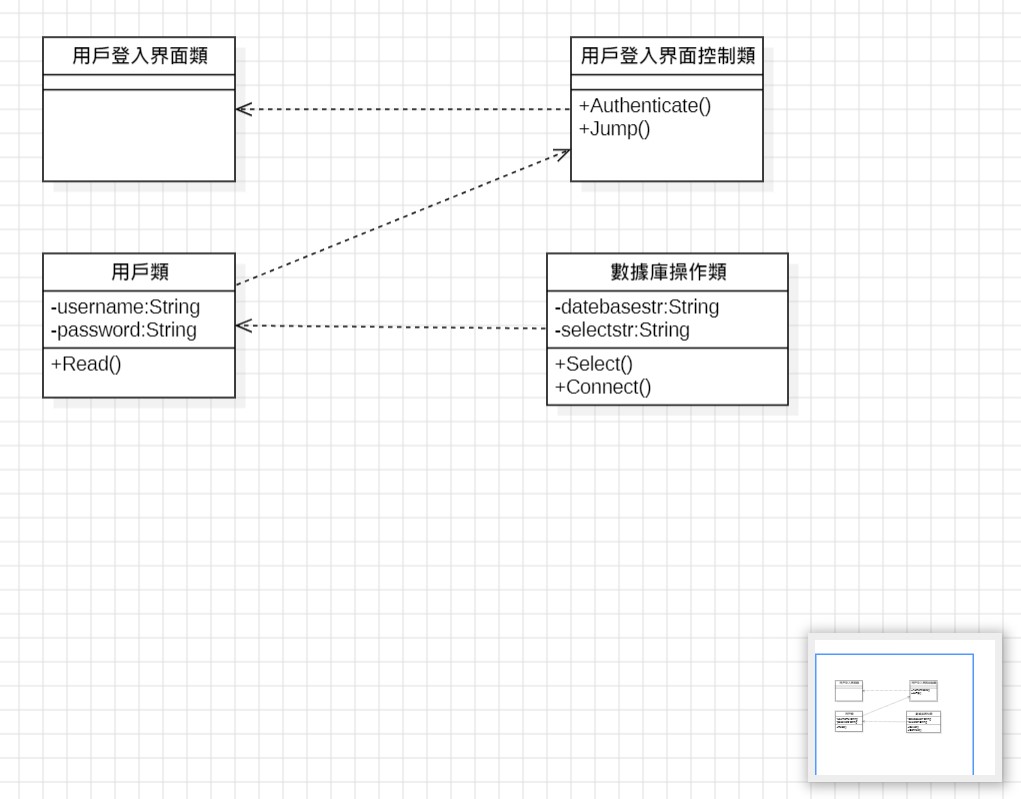 用戶登入界面類
用戶登入界面控制類
+Authenticate()
+Jump()
用戶類
-username:String
-password:String
+Read()
數據庫操作類
-datebasestr:String
-selectstr:String
+Select()
+Connect()